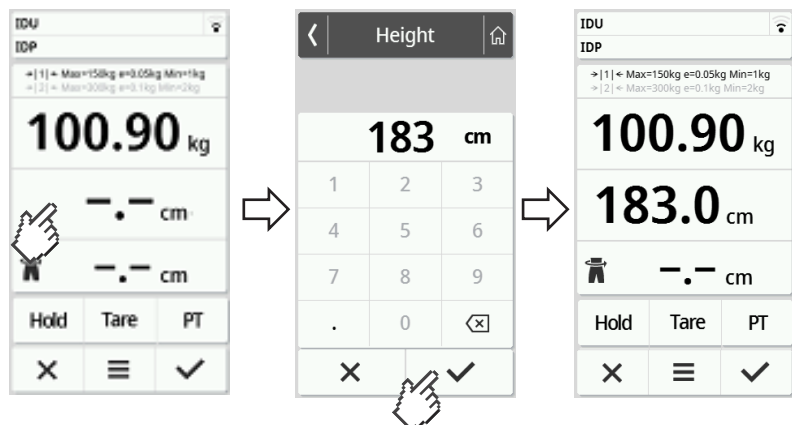 IDU
IDP
→|1|← Max=150kg e=0.05kg Min=1kg
→|2|← Max=300kg e=0.1kg Min=2kg
100.90 kg
–.– cm
–.– cm
Hold Tare PT
Height
183 cm
1 2 3
4 5 6
7 8 9
. 0
IDU
IDP
→|1|← Max=150kg e=0.05kg Min=1kg
→|2|← Max=300kg e=0.1kg Min=2kg
100.90 kg
183.0 cm
–.– cm
Hold Tare PT